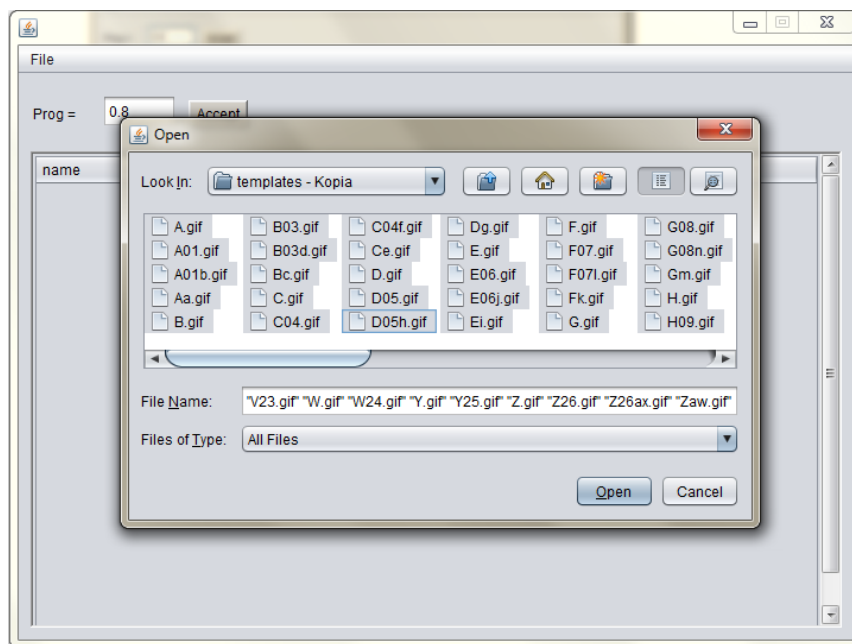 File
Prog = 0.8 Accept
name
Open
Look In: templates - Kopia
A.gif B03.gif C04f.gif Dg.gif F.gif G08.gif
A01.gif B03d.gif Ce.gif E.gif F07.gif G08n.gif
A01b.gif Bc.gif D.gif E06.gif F07l.gif Gm.gif
Aa.gif C.gif D05.gif E06j.gif Fk.gif H.gif
B.gif C04.gif D05h.gif Ei.gif G.gif H09.gif
File Name: "V23.gif" "W.gif" "W24.gif" "Y.gif" "Y25.gif" "Z.gif" "Z26.gif" "Z26ax.gif" "Zaw.gif"
Files of Type: All Files
Open Cancel